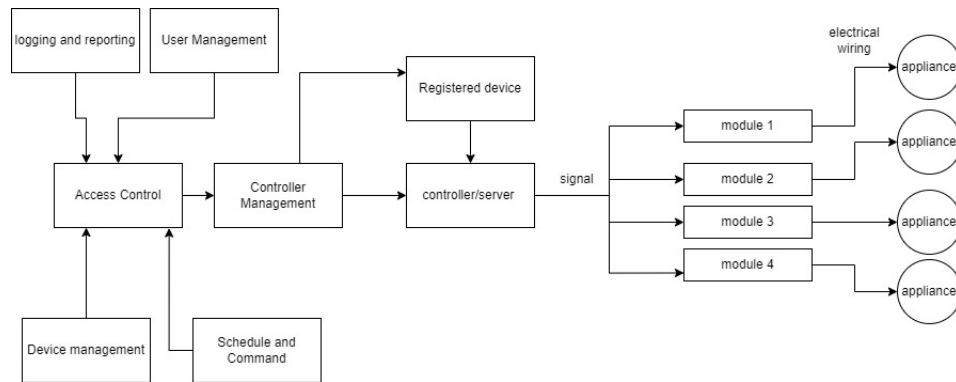 logging and reporting
User Management
electrical
wiring
appliance
Registered device
module 1
appliance
Access Control
Controller
Management
controller/server
signal
module 2
module 3
appliance
module 4
appliance
Device management
Schedule and
Command